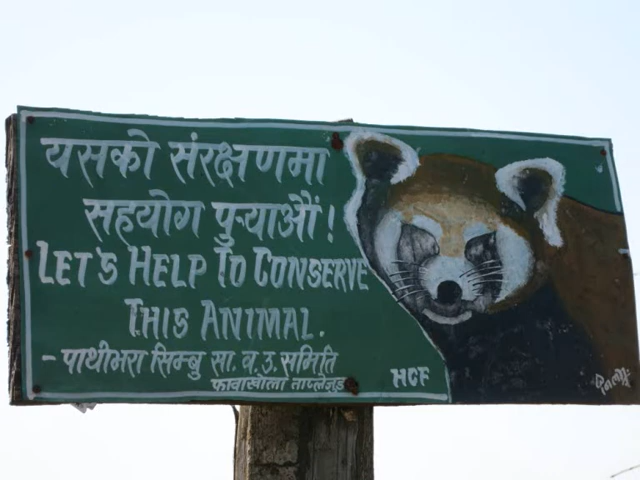 यसको संरक्षणमा
सहयोग पुर्‍याऔं!
LET'S HELP TO CONSERVE
THIS ANIMAL.
- पाथीभरा सिम्बु सा. व. उ. समिति
फावाखोला ताप्लेजुङ
HCF